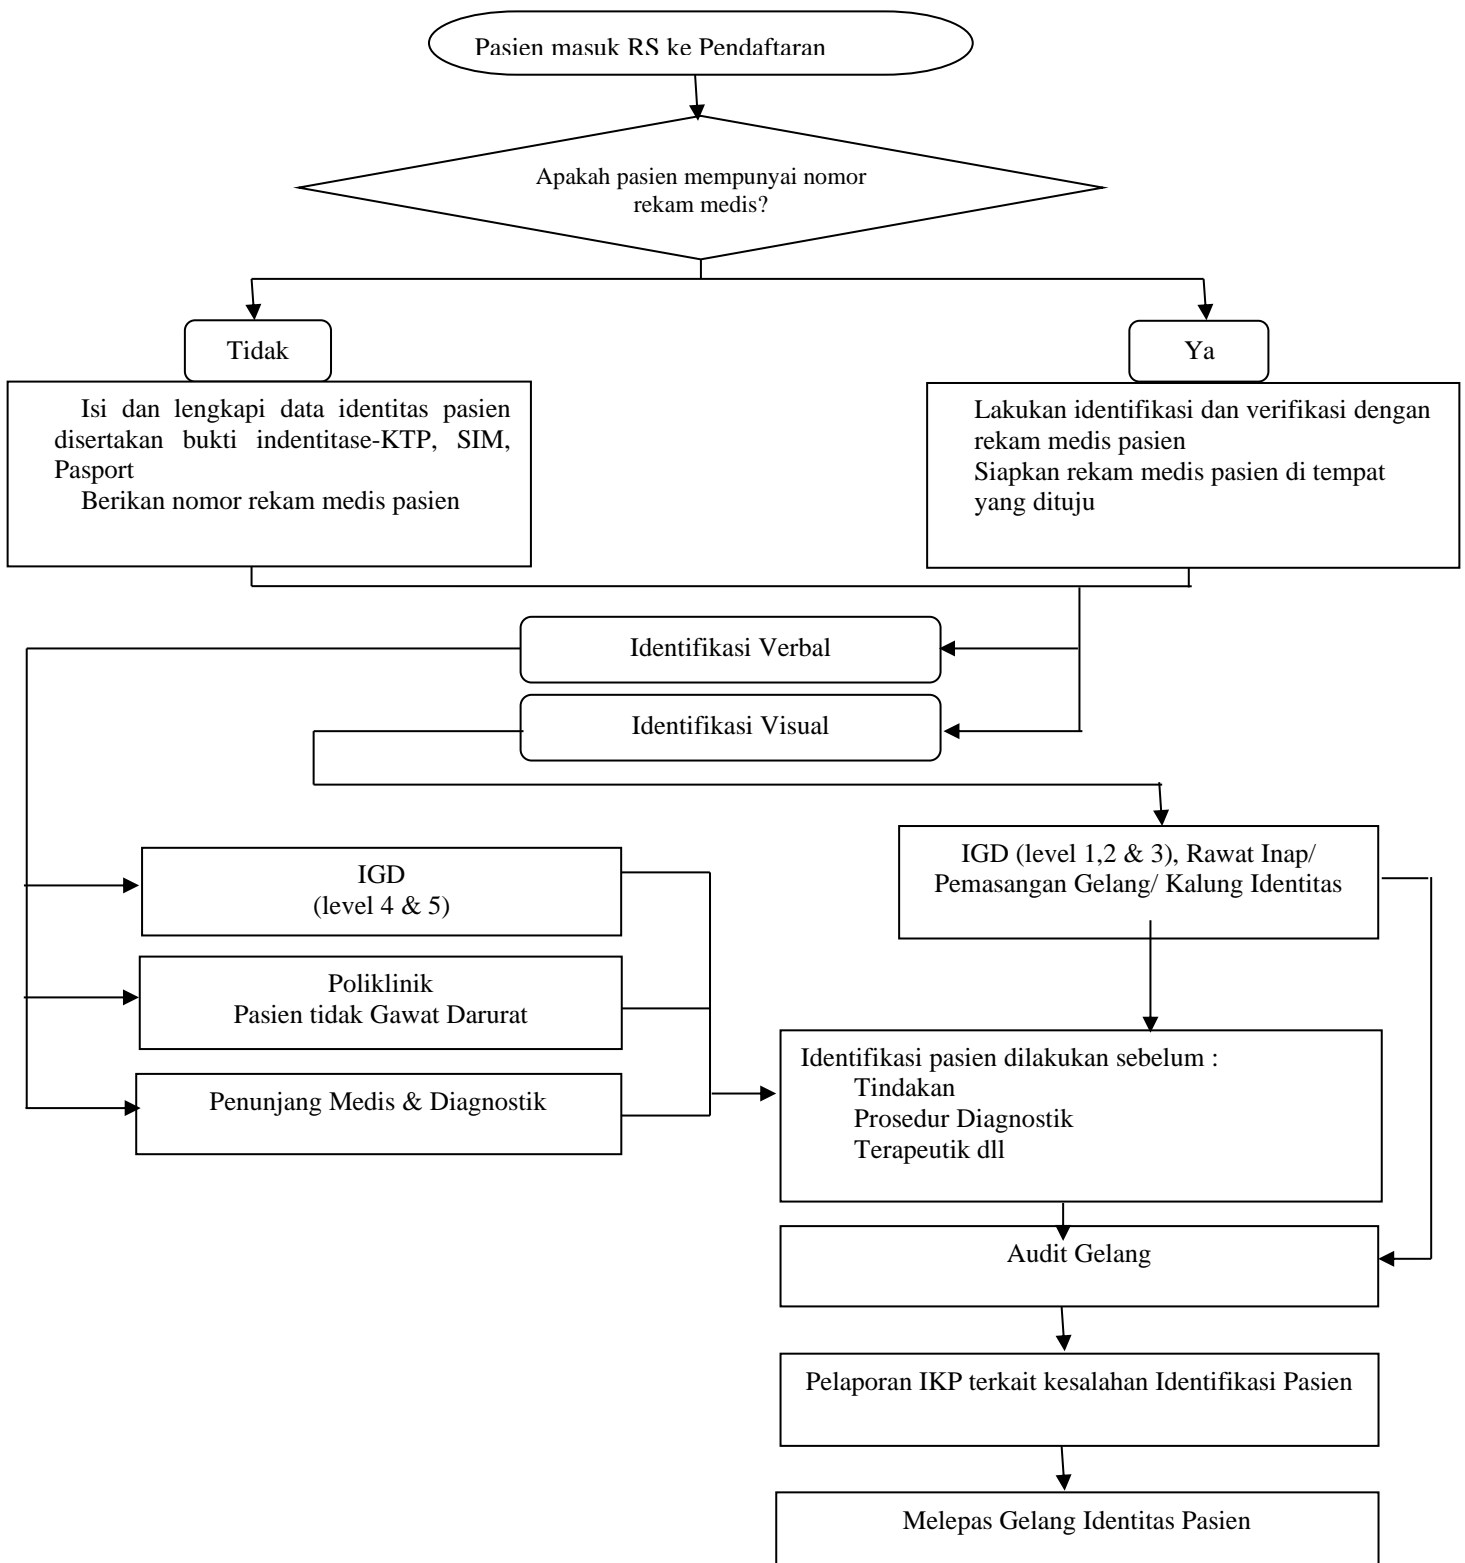 Pasien masuk RS ke Pendaftaran
Apakah pasien mempunyai nomor
rekam medis?
Tidak
Ya
Isi dan lengkapi data identitas pasien
disertakan bukti indentitase-KTP, SIM,
Pasport
Berikan nomor rekam medis pasien
Lakukan identifikasi dan verifikasi dengan
rekam medis pasien
Siapkan rekam medis pasien di tempat
yang dituju
Identifikasi Verbal
Identifikasi Visual
IGD (level 1,2 & 3), Rawat Inap/
Pemasangan Gelang/ Kalung Identitas
IGD
(level 4 & 5)
Poliklinik
Pasien tidak Gawat Darurat
Penunjang Medis & Diagnostik
Identifikasi pasien dilakukan sebelum :
Tindakan
Prosedur Diagnostik
Terapeutik dll
Audit Gelang
Pelaporan IKP terkait kesalahan Identifikasi Pasien
Melepas Gelang Identitas Pasien